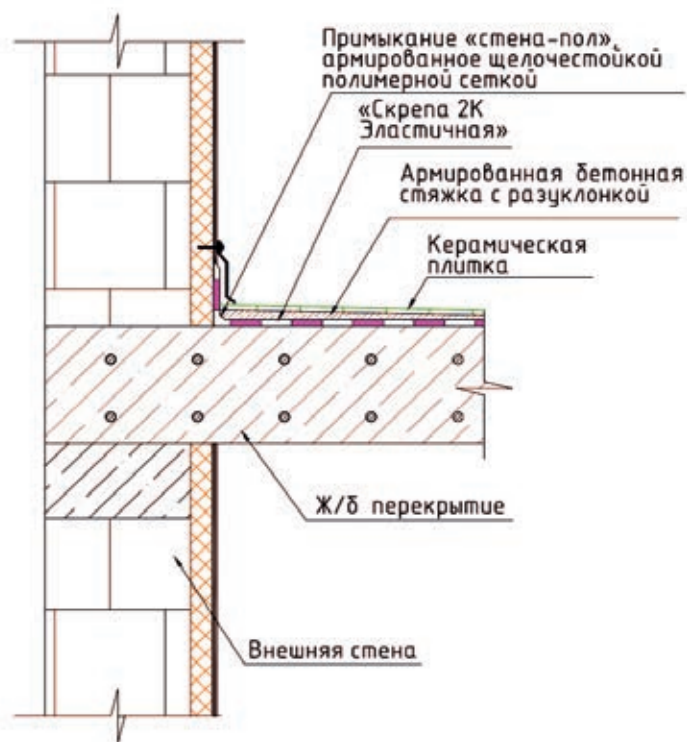 Примыкание «стена-пол»,
армированное щелочестойкой
полимерной сеткой
«Скрепа 2К
Эластичная»
Армированная бетонная
стяжка с разуклонкой
Керамическая
плитка
Ж/б перекрытие
Внешняя стена